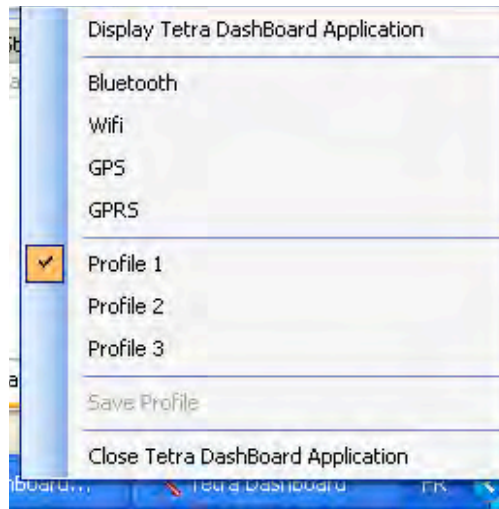 Display Tetra DashBoard Application
Bluetooth
Wifi
GPS
GPRS
Profile 1
Profile 2
Profile 3
Save Profile
Close Tetra DashBoard Application
Tetra Dashboard
FR